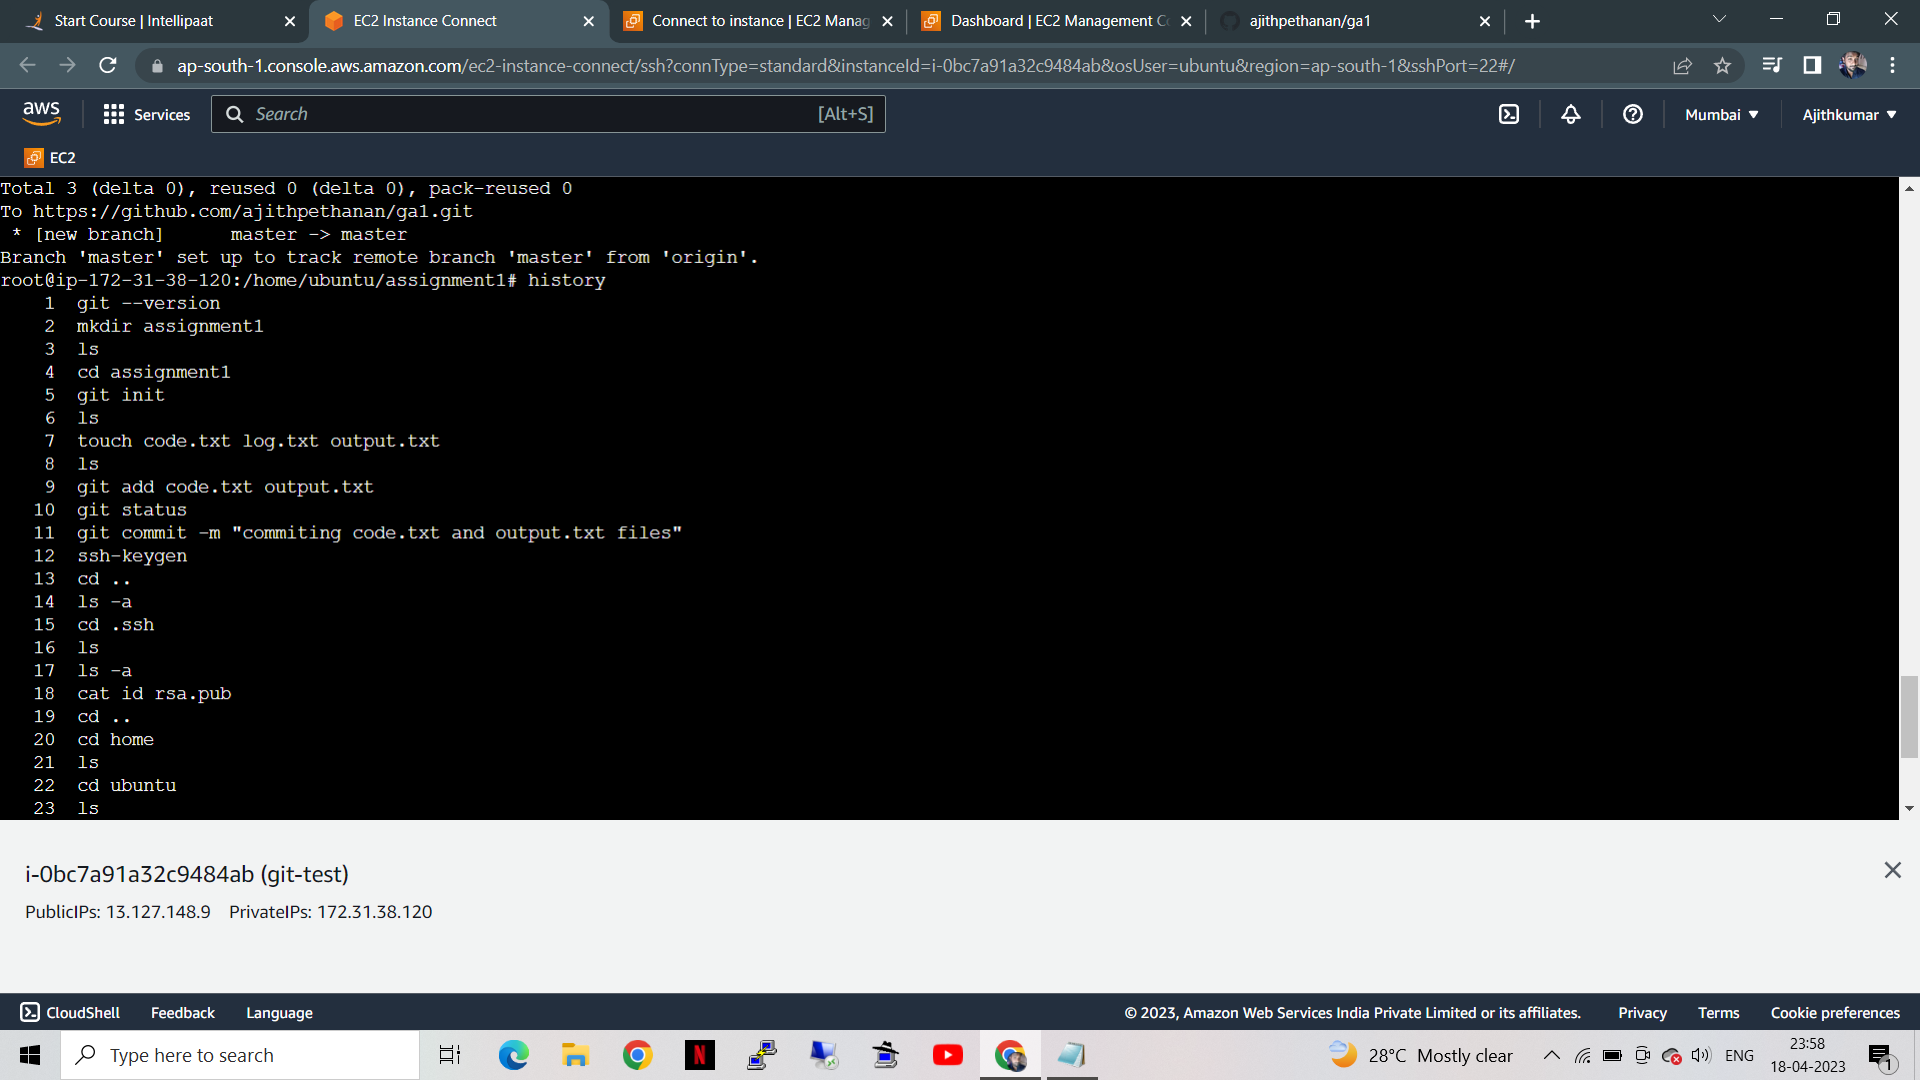 Start Course | Intellipaat
EC2 Instance Connect
Connect to instance | EC2 Manag
Dashboard | EC2 Management Co
ajithpethanan/ga1
ap-south-1.console.aws.amazon.com/ec2-instance-connect/ssh?connType=standard&instanceId=i-0bc7a91a32c9484ab&osUser=ubuntu&region=ap-south-1&sshPort=22#/
aws
Services
Search
[Alt+S]
Mumbai
Ajithkumar
EC2
Total 3 (delta 0), reused 0 (delta 0), pack-reused 0
To https://github.com/ajithpethanan/ga1.git
* [new branch] master -> master
Branch 'master' set up to track remote branch 'master' from 'origin'.
root@ip-172-31-38-120:/home/ubuntu/assignment1# history
1 git --version
2 mkdir assignment1
3 ls
4 cd assignment1
5 git init
6 ls
7 touch code.txt log.txt output.txt
8 ls
9 git add code.txt output.txt
10 git status
11 git commit -m "commiting code.txt and output.txt files"
12 ssh-keygen
13 cd ..
14 ls -a
15 cd .ssh
16 ls
17 ls -a
18 cat id rsa.pub
19 cd ..
20 cd home
21 ls
22 cd ubuntu
23 ls
i-0bc7a91a32c9484ab (git-test)
PublicIPs: 13.127.148.9 PrivateIPs: 172.31.38.120
CloudShell
Feedback
Language
© 2023, Amazon Web Services India Private Limited or its affiliates.
Privacy
Terms
Cookie preferences
Type here to search
N
28°C Mostly clear
ENG
23:58
18-04-2023
1